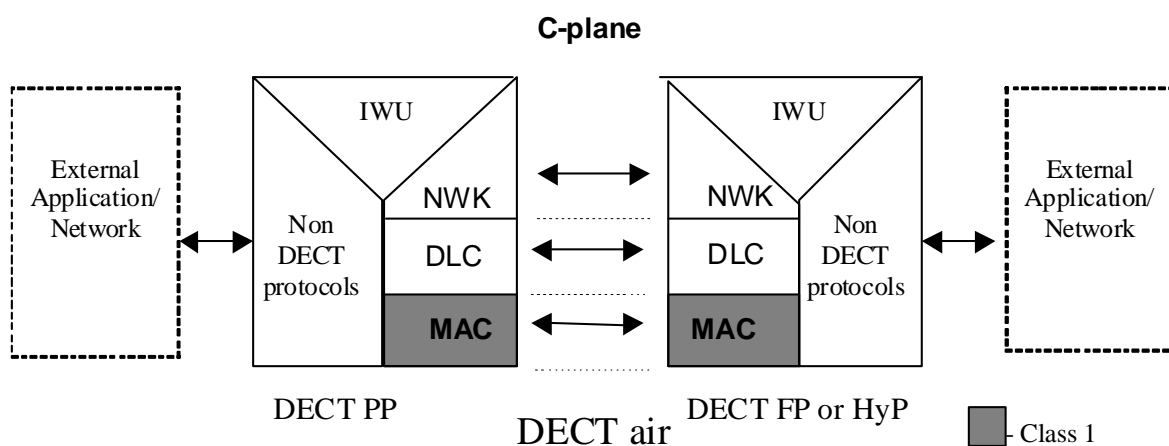 C-plane
External
Application/
Network
IWU
Non
DECT
protocols
NWK
DLC
MAC
DECT PP
DECT air
IWU
NWK
DLC
MAC
Non
DECT
protocols
DECT FP or HyP
External
Application/
Network
- Class 1